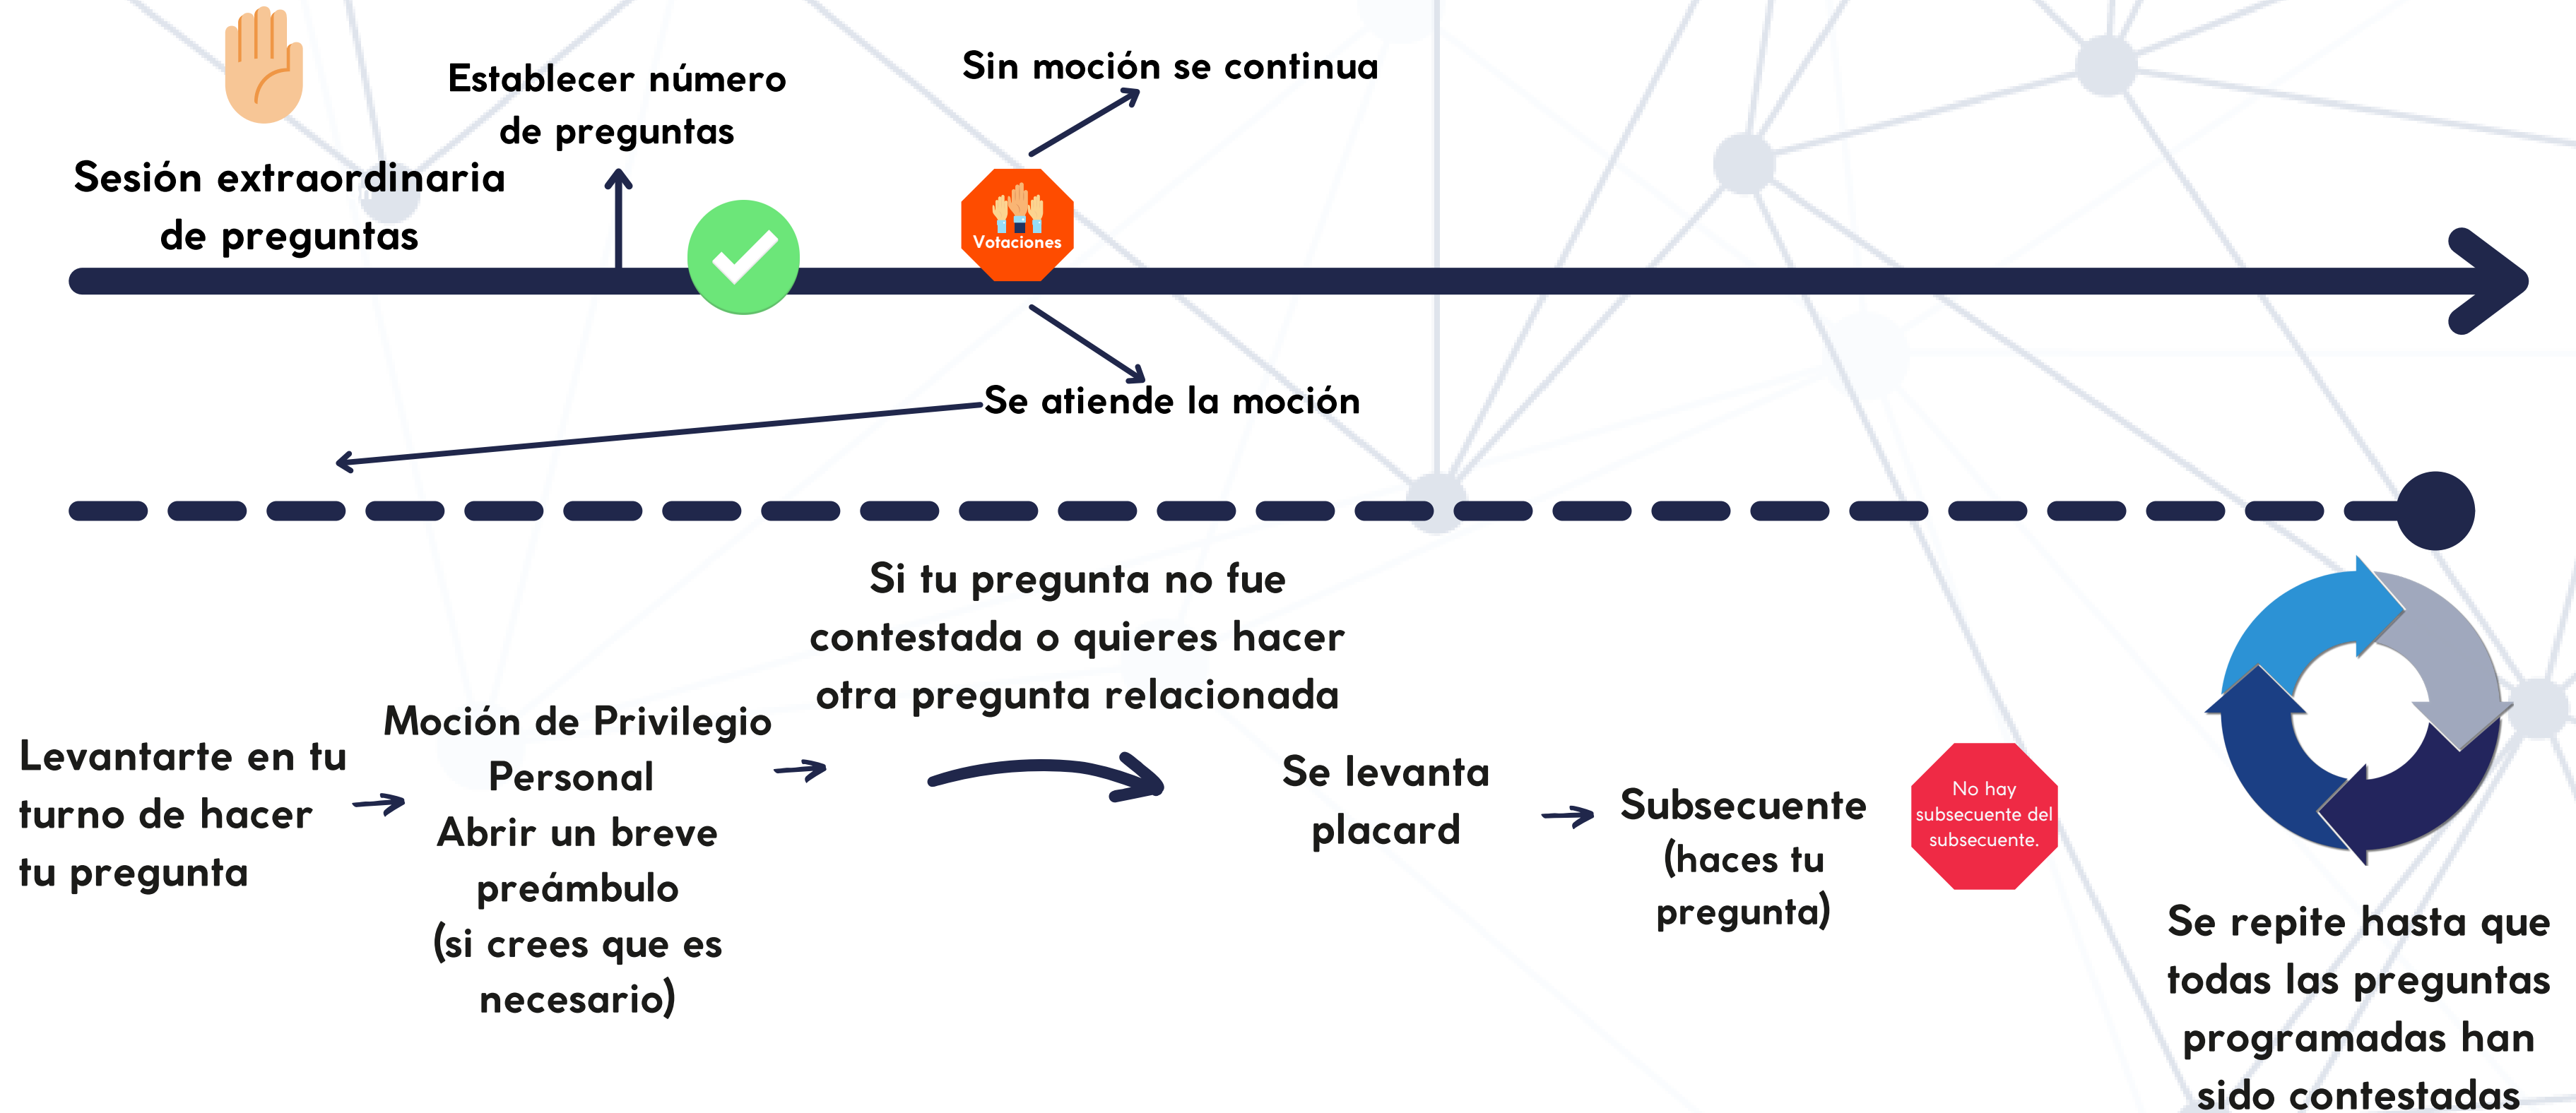 Sesión extraordinaria
de preguntas
Establecer número
de preguntas
Sin moción se continua
Votaciones
Se atiende la moción
Levantarte en tu
turno de hacer
tu pregunta
Moción de Privilegio
Personal
Abrir un breve
preámbulo
(si crees que es
necesario)
Si tu pregunta no fue
contestada o quieres hacer
otra pregunta relacionada
Se levanta
placard
Subsecuente
(haces tu
pregunta)
No hay
subsecuente del
subsecuente.
Se repite hasta que
todas las preguntas
programadas han
sido contestadas